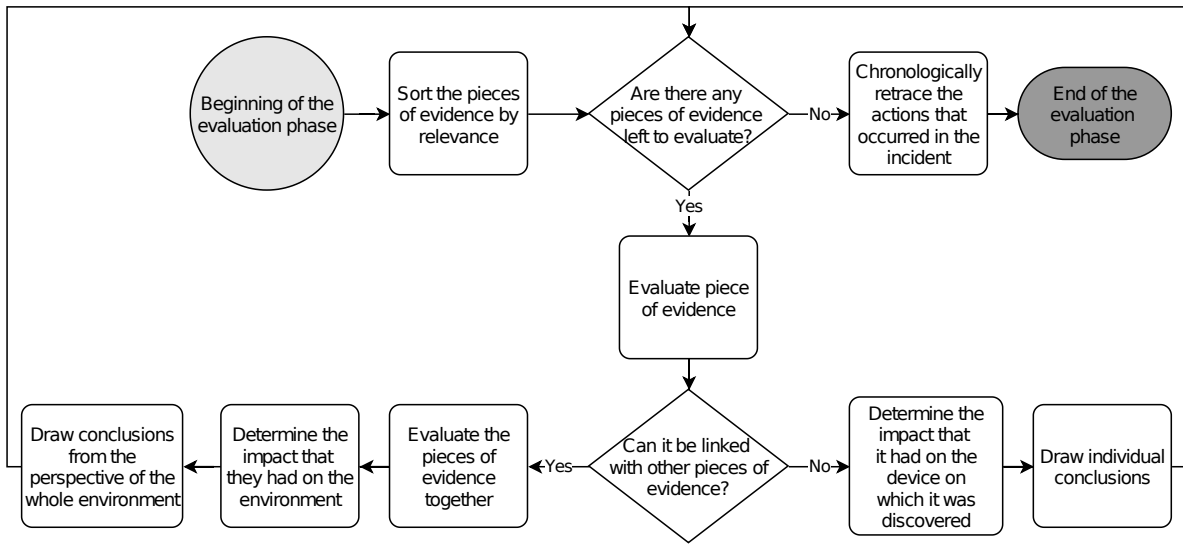 Beginning of the
evaluation phase
Sort the pieces
of evidence by
relevance
Are there any
pieces of evidence
left to evaluate?
No
Chronologically
retrace the
actions that
occurred in the
incident
End of the
evaluation
phase
Yes
Evaluate piece
of evidence
Draw conclusions
from the
perspective of the
whole environment
Determine the
impact that
they had on the
environment
Evaluate the
pieces of
evidence
together
Yes
Can it be linked
with other pieces of
evidence?
No
Determine the
impact that
it had on the
device on
which it was
discovered
Draw individual
conclusions